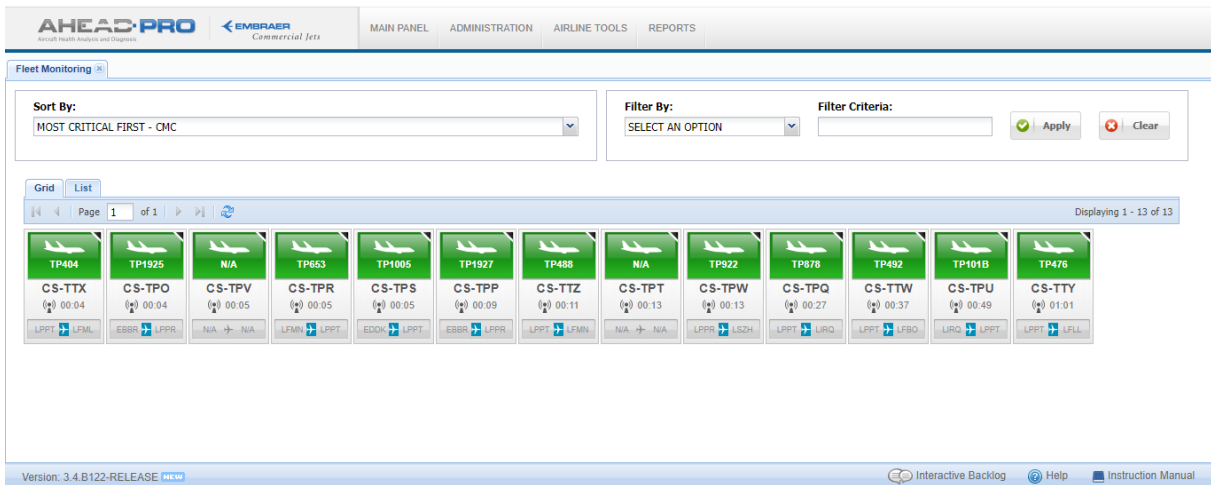 AHEAD·PRO
Aircraft Health Analysis and Diagnosis
EMBRAER
Commercial Jets
MAIN PANEL ADMINISTRATION AIRLINE TOOLS REPORTS
Fleet Monitoring
Sort By: Filter By: Filter Criteria:
MOST CRITICAL FIRST - CMC SELECT AN OPTION Apply Clear
Grid List
Page 1 of 1 Displaying 1 - 13 of 13
TP404 TP1925 N/A TP653 TP1005 TP1927 TP488 N/A TP922 TP878 TP492 TP101B TP476
CS-TTX CS-TPO CS-TPV CS-TPR CS-TPS CS-TPP CS-TTZ CS-TPT CS-TPW CS-TPQ CS-TTW CS-TPU CS-TTY
00:04 00:04 00:05 00:05 00:05 00:09 00:11 00:13 00:13 00:27 00:37 00:49 01:01
LPPT LFML EBBR LPPR N/A N/A LFMN LPPT EDDK LPPT EBBR LPPR LPPT LFMN N/A N/A LPPR LSZH LPPT LIRQ LPPT LFBO LIRQ LPPT LPPT LFLL
Version: 3.4.B122-RELEASE NEW Interactive Backlog Help Instruction Manual